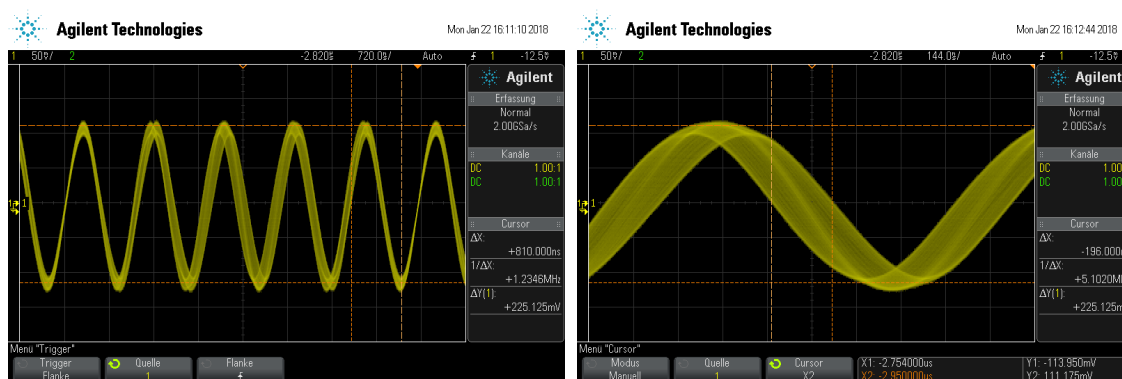 Agilent Technologies
Mon Jan 22 16:11:10 2018
1 50▿/ 2 -2.820▿ 720.0▿/ Auto 1 -12.5▿
Agilent
Erfassung
Normal
2.00GSa/s
Kanäle
DC 1.00:1
DC 1.00:1
Cursor
ΔX:
+810.000ns
1/ΔX:
+1.2346MHz
ΔY(1):
+225.125mV
Menü "Trigger"
Trigger
Flanke
Quelle
1
Flanke
Agilent Technologies
Mon Jan 22 16:12:44 2018
1 50▿/ 2 -2.820▿ 144.0▿/ Auto 1 -12.5▿
Agilent
Erfassung
Normal
2.00GSa/s
Kanäle
DC 1.00
DC 1.00
Cursor
ΔX:
-196.000
1/ΔX:
+5.1020M
ΔY(1):
+225.125m
Menü "Cursor"
Modus
Manuell
Quelle
1
Cursor
X2
X1: -2.754000us
X2: -2.950000us
Y1: -113.950mV
Y2: 111.175mV